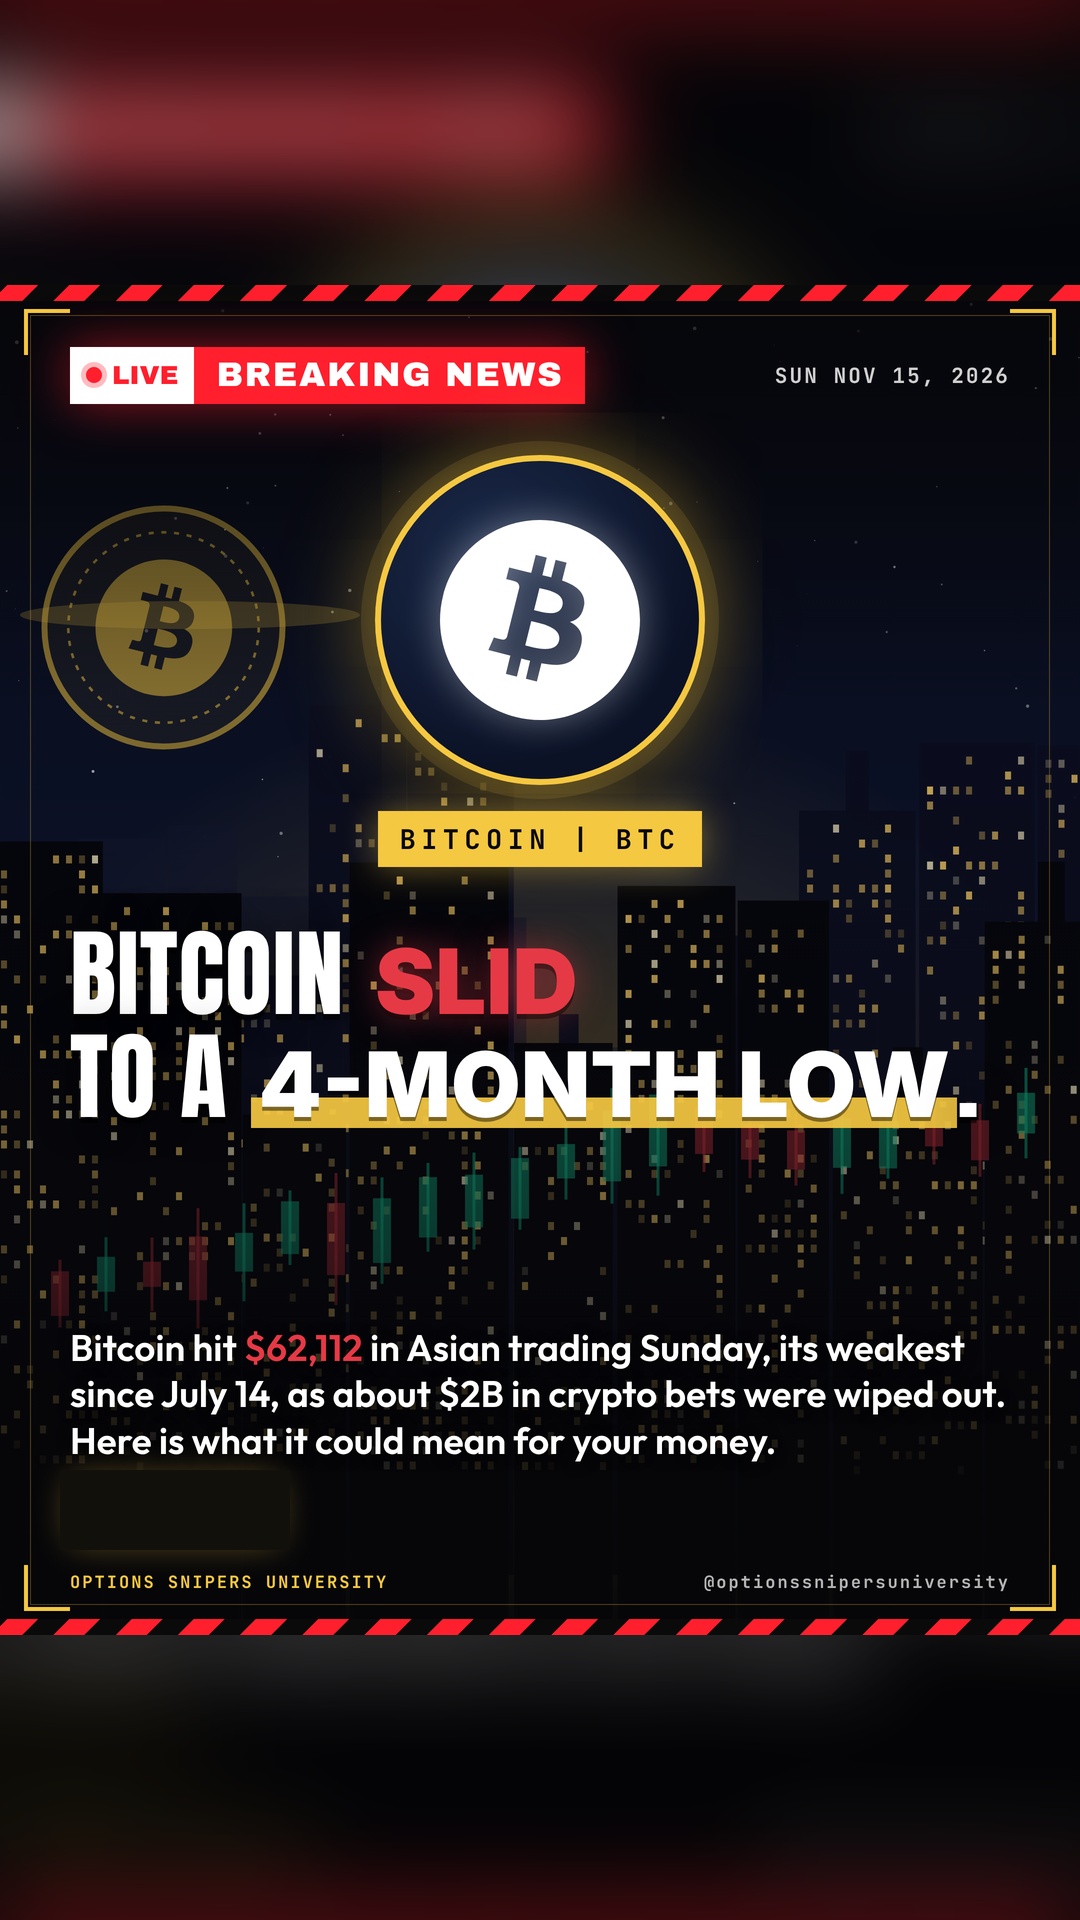 LIVE BREAKING NEWS
SUN NOV 15, 2026
BITCOIN | BTC
BITCOIN SLID
TO A 4-MONTH LOW.
Bitcoin hit $62,112 in Asian trading Sunday, its weakest
since July 14, as about $2B in crypto bets were wiped out.
Here is what it could mean for your money.
OPTIONS SNIPERS UNIVERSITY
@optionssnipersuniversity